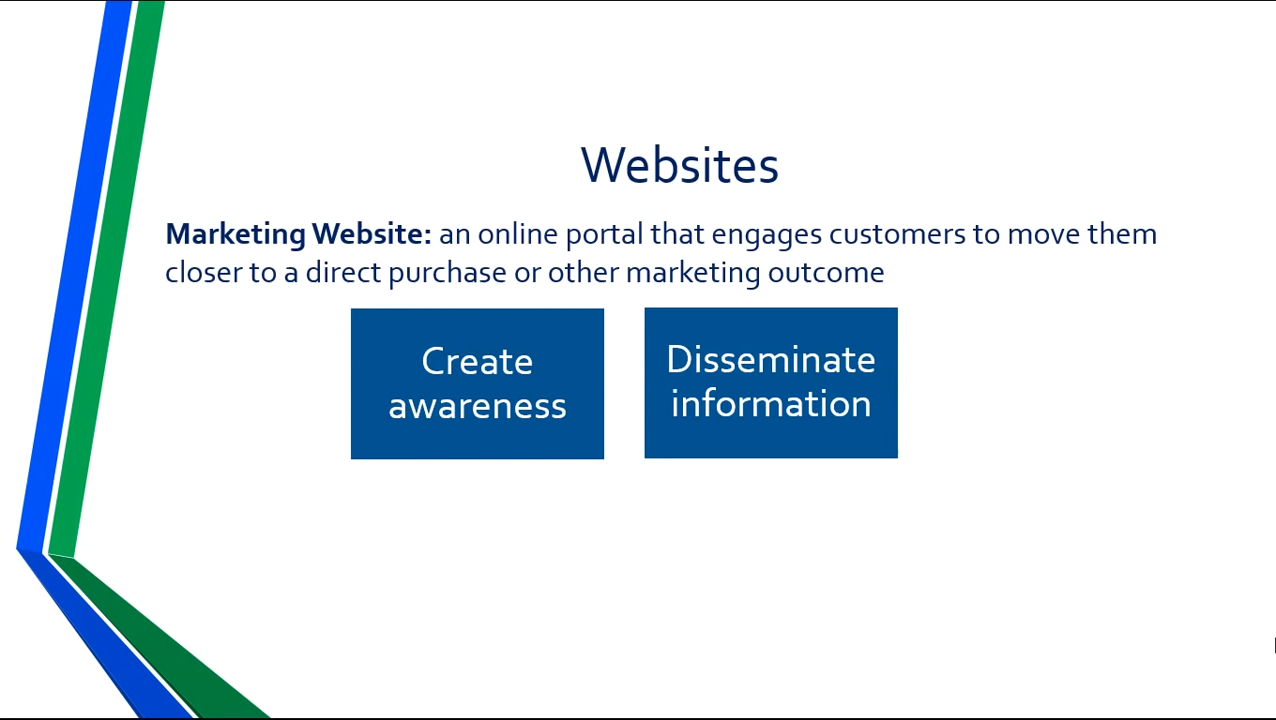 Websites
Marketing Website: an online portal that engages customers to move them
closer to a direct purchase or other marketing outcome
Create
awareness
Disseminate
information